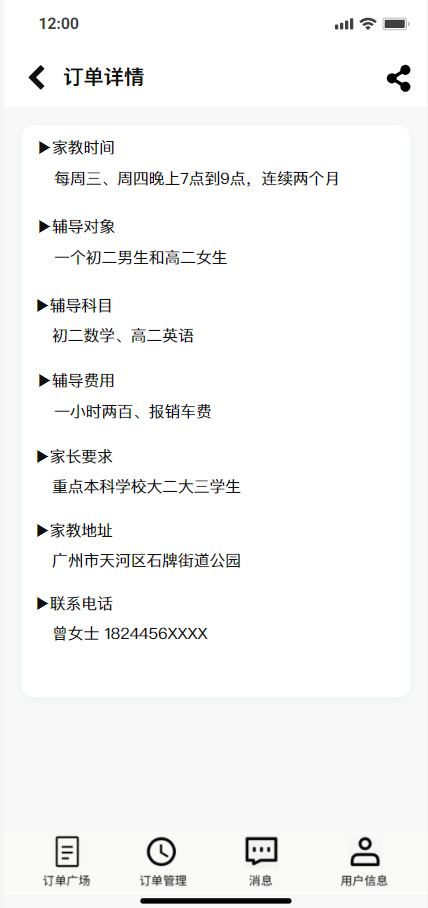 12:00
订单详情
▶家教时间
每周三、周四晚上7点到9点，连续两个月
▶辅导对象
一个初二男生和高二女生
▶辅导科目
初二数学、高二英语
▶辅导费用
一小时两百、报销车费
▶家长要求
重点本科学校大二大三学生
▶家教地址
广州市天河区石牌街道公园
▶联系电话
曾女士 1824456XXXX
订单广场
订单管理
消息
用户信息